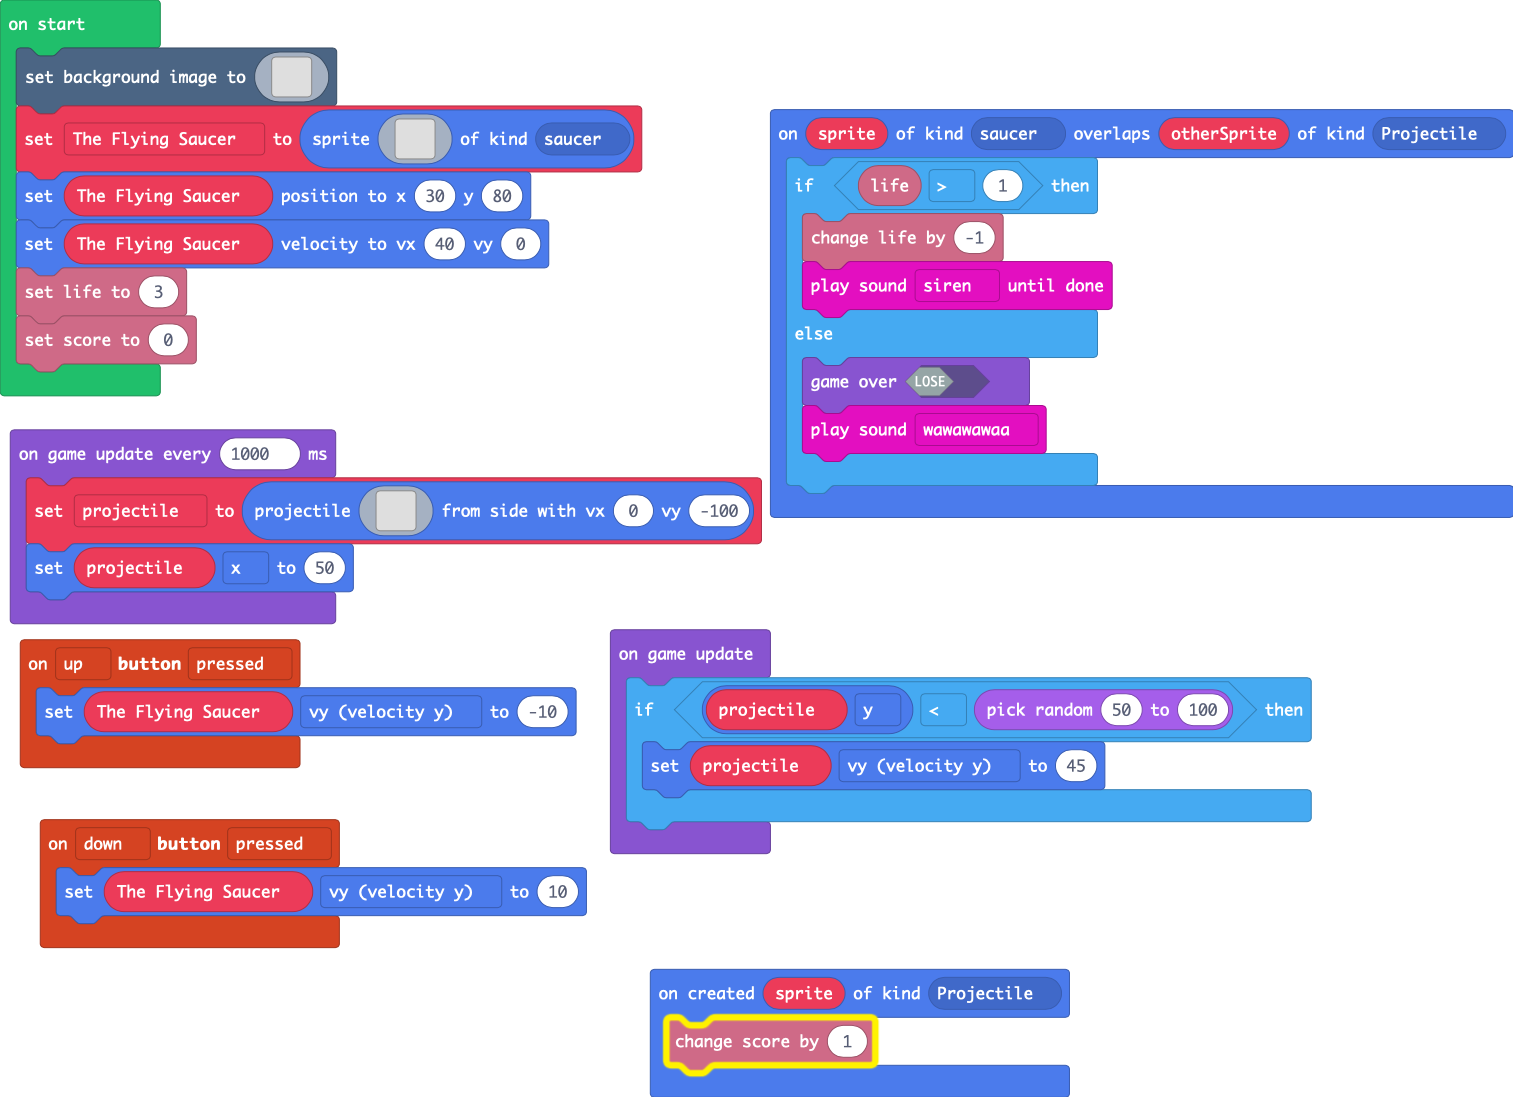 on start
set background image to
set The Flying Saucer to sprite of kind saucer
set The Flying Saucer position to x 30 y 80
set The Flying Saucer velocity to vx 40 vy 0
set life to 3
set score to 0
on sprite of kind saucer overlaps otherSprite of kind Projectile
if life > 1 then
change life by -1
play sound siren until done
else
game over LOSE
play sound wawawawaa
on game update every 1000 ms
set projectile to projectile from side with vx 0 vy -100
set projectile x to 50
on up button pressed
set The Flying Saucer vy (velocity y) to -10
on game update
if projectile y < pick random 50 to 100 then
set projectile vy (velocity y) to 45
on down button pressed
set The Flying Saucer vy (velocity y) to 10
on created sprite of kind Projectile
change score by 1